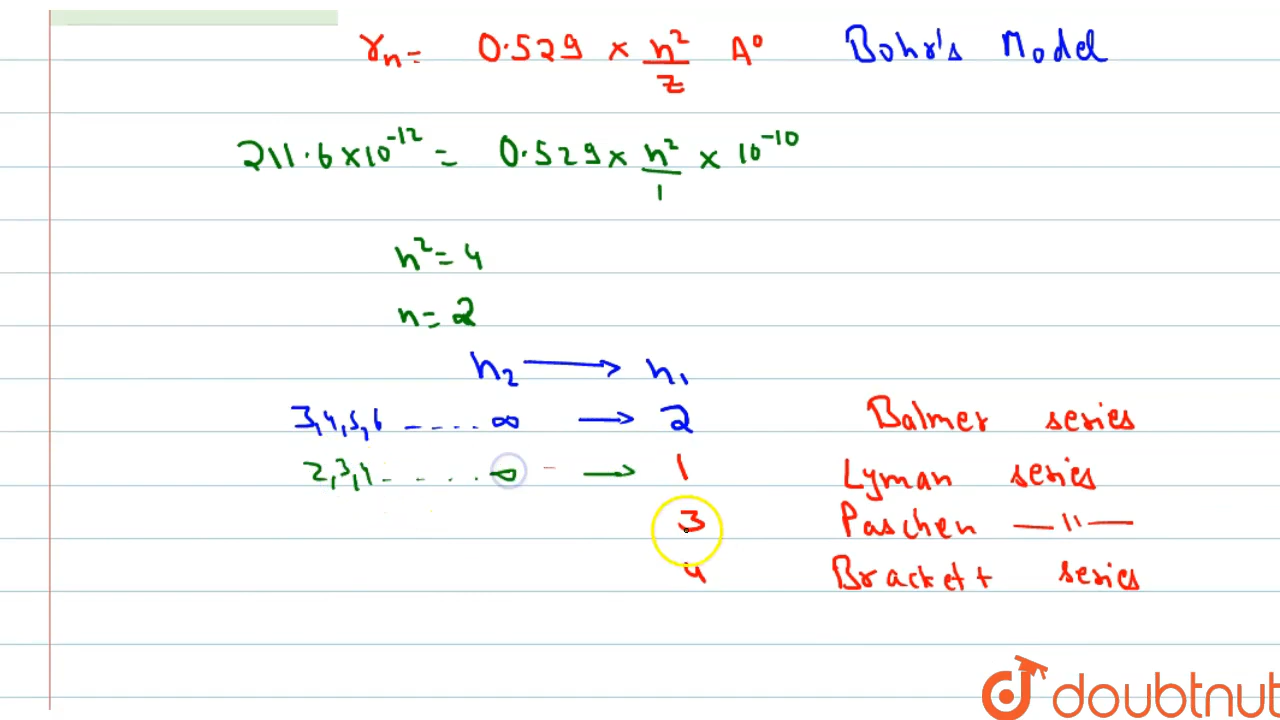 rₙ = 0.529 × n²/z A° Bohr's Model
211.6×10⁻¹² = 0.529 × n²/1 × 10⁻¹⁰
n² = 4
n = 2
n₂ → n₁
3,4,5,6 ----... ∞ → 2 Balmer series
2,3,4 - . . . . . ∞ - → 1 Lyman series
3 Paschen —ıı—
4 Brackett series
doubtnut